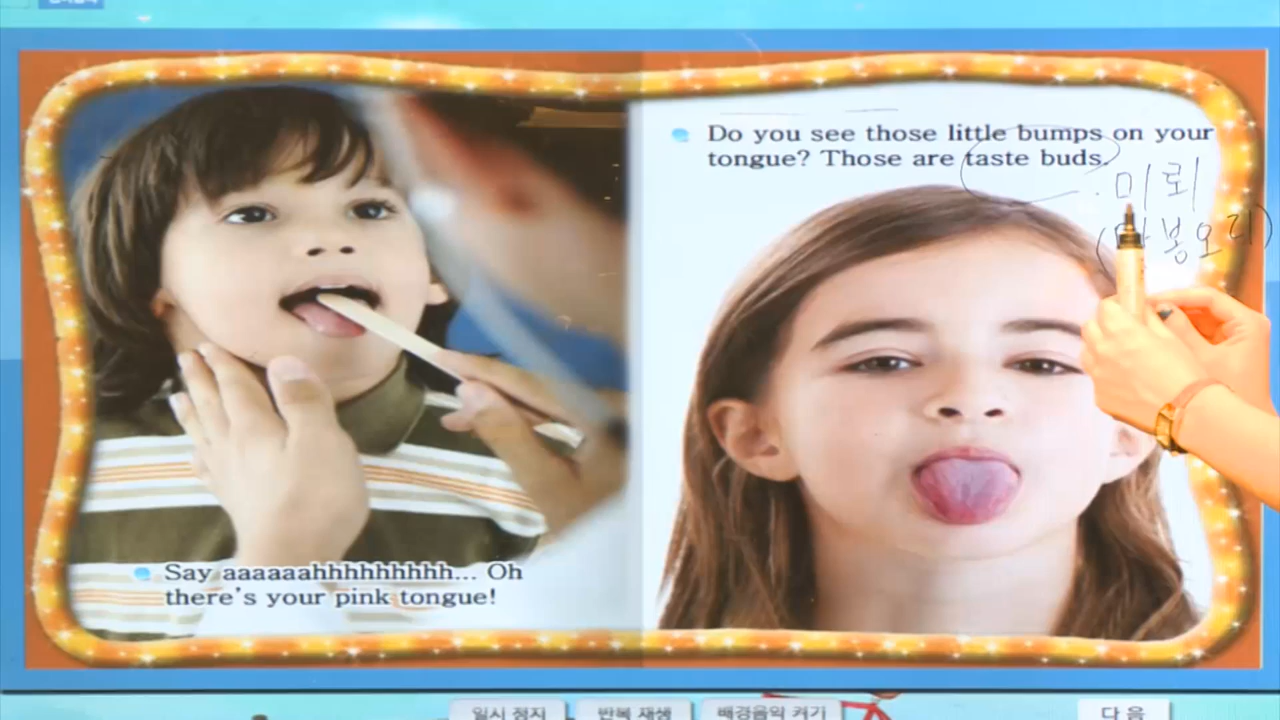 Do you see those little bumps on your
tongue? Those are taste buds.
미뢰
봉오리)
Say aaaaaahhhhhhhhhh... Oh
there's your pink tongue!
일시 정지
반복 재생
배경음악 켜기
다 음